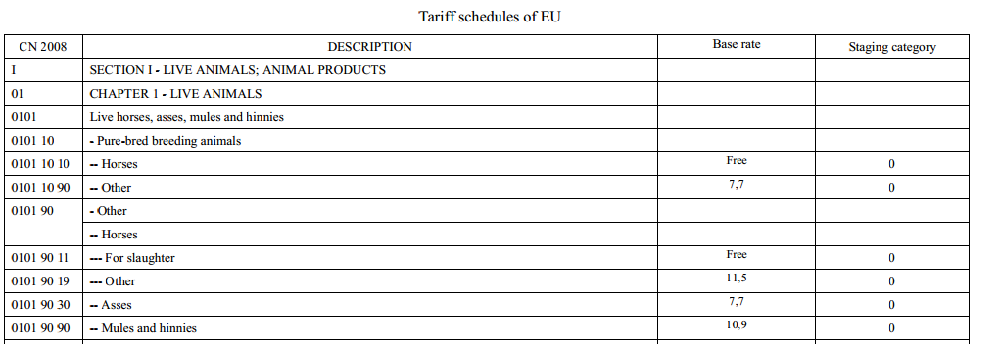 Tariff schedules of EU
CN 2008 DESCRIPTION Base rate Staging category
I SECTION I - LIVE ANIMALS; ANIMAL PRODUCTS
01 CHAPTER 1 - LIVE ANIMALS
0101 Live horses, asses, mules and hinnies
0101 10 - Pure-bred breeding animals
0101 10 10 -- Horses Free 0
0101 10 90 -- Other 7,7 0
0101 90 - Other
-- Horses
0101 90 11 --- For slaughter Free 0
0101 90 19 --- Other 11,5 0
0101 90 30 -- Asses 7,7 0
0101 90 90 -- Mules and hinnies 10,9 0